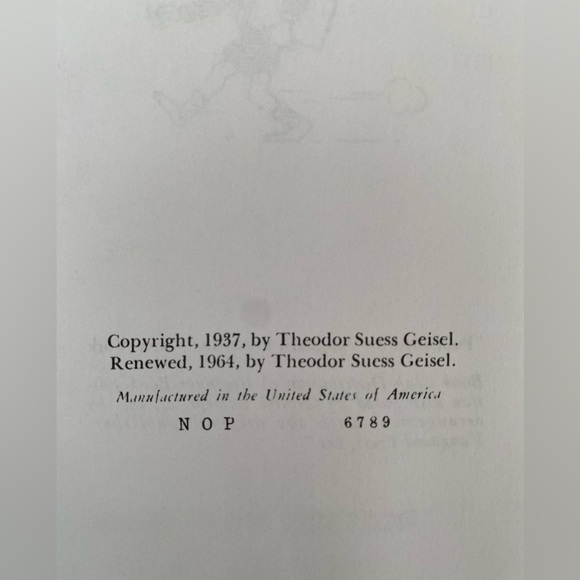 Copyright, 1937, by Theodor Suess Geisel.
Renewed, 1964, by Theodor Suess Geisel.
Manufactured in the United States of America
N O P 6789